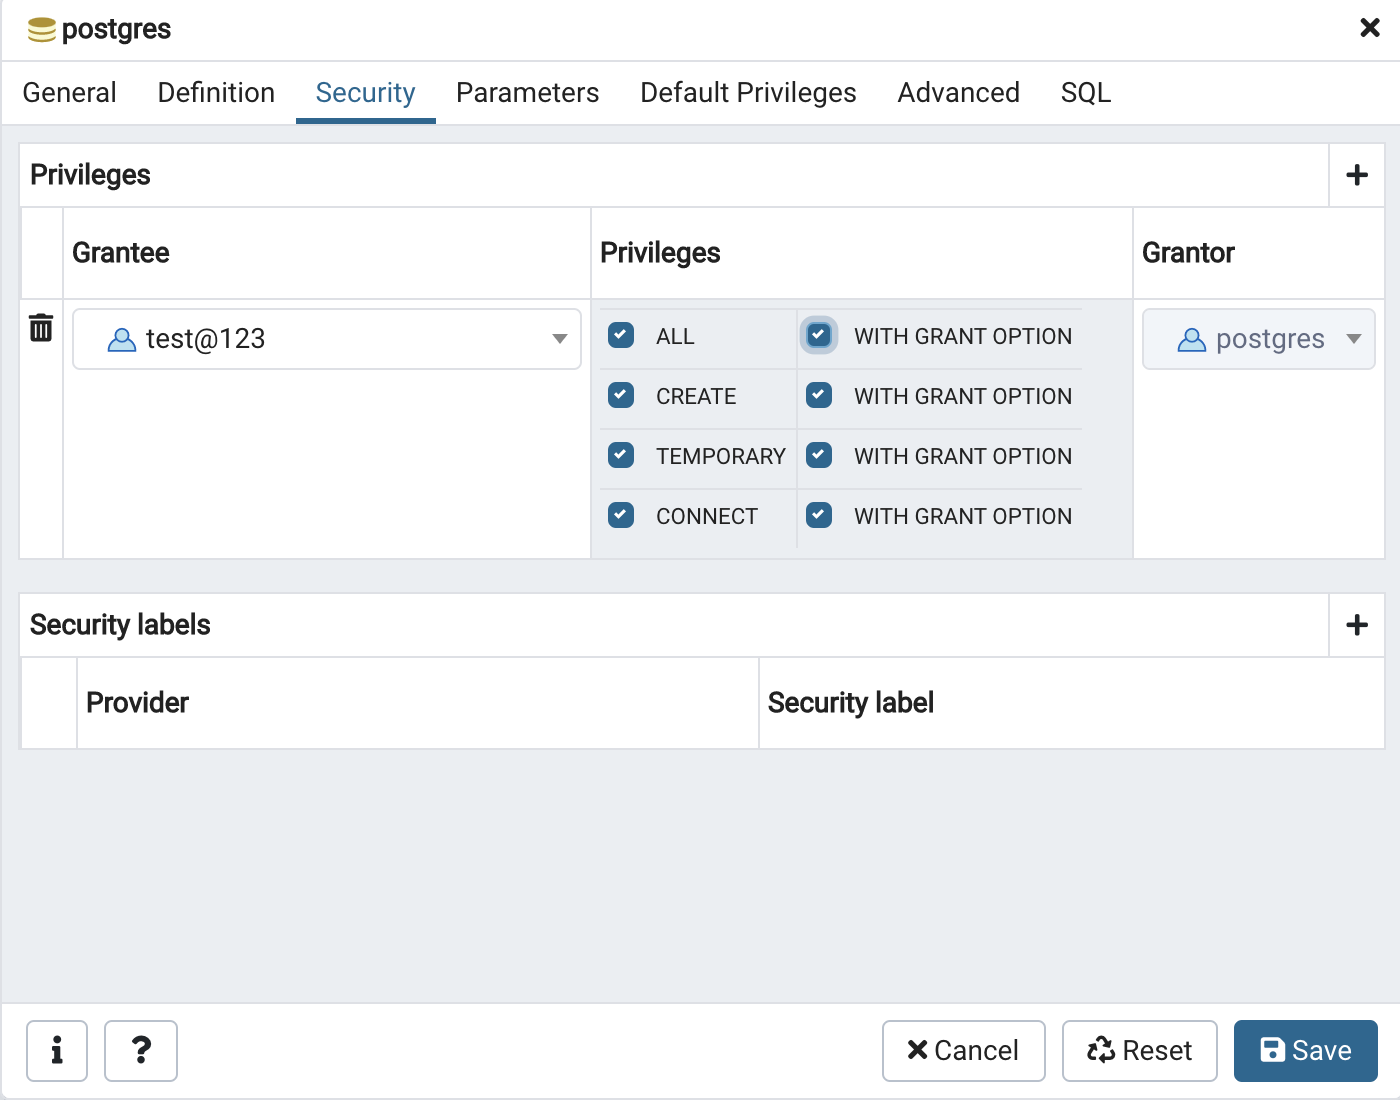 postgres
General Definition Security Parameters Default Privileges Advanced SQL
Privileges
Grantee Privileges Grantor
test@123 ALL WITH GRANT OPTION postgres
CREATE WITH GRANT OPTION
TEMPORARY WITH GRANT OPTION
CONNECT WITH GRANT OPTION
Security labels
Provider Security label
i ? Cancel Reset Save